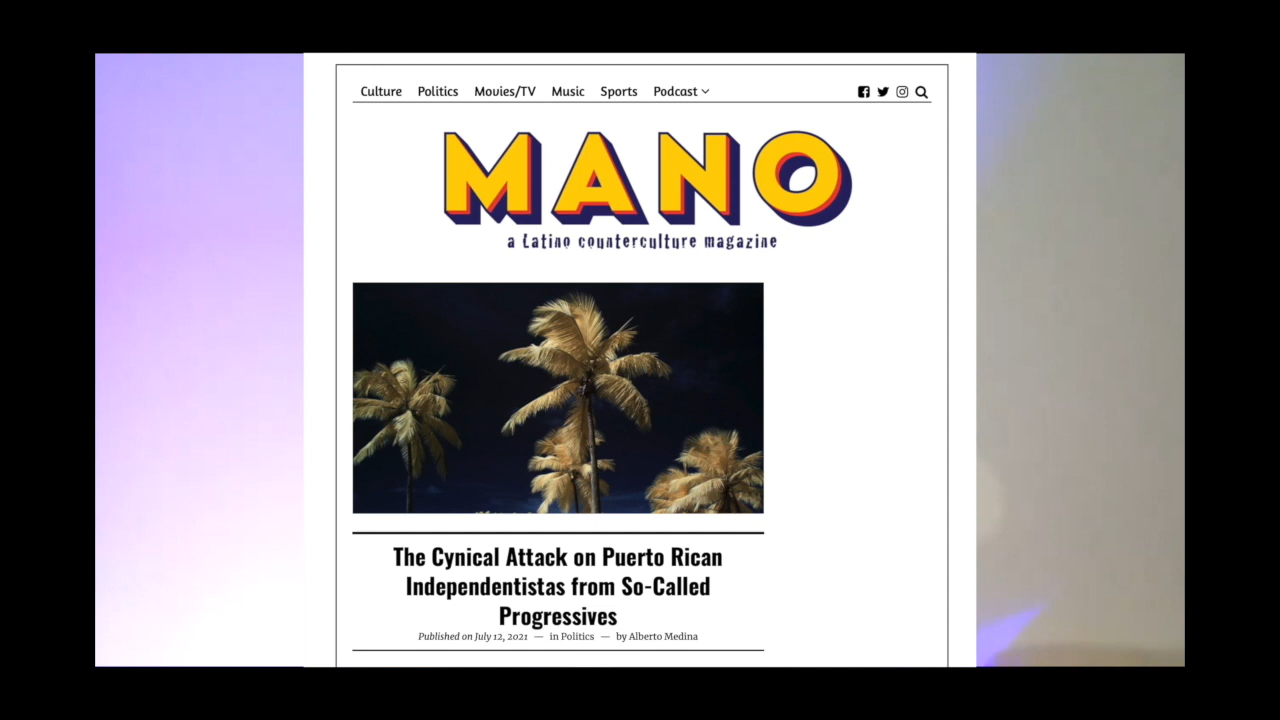 Culture Politics Movies/TV Music Sports Podcast
MANO
a Latino counterculture magazine
The Cynical Attack on Puerto Rican
Independentistas from So-Called
Progressives
Published on July 12, 2021 — in Politics — by Alberto Medina